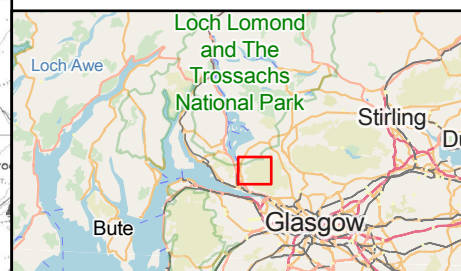 Loch Lomond
and The
Trossachs
National Park
Loch Awe
Stirling
Bute
Glasgow